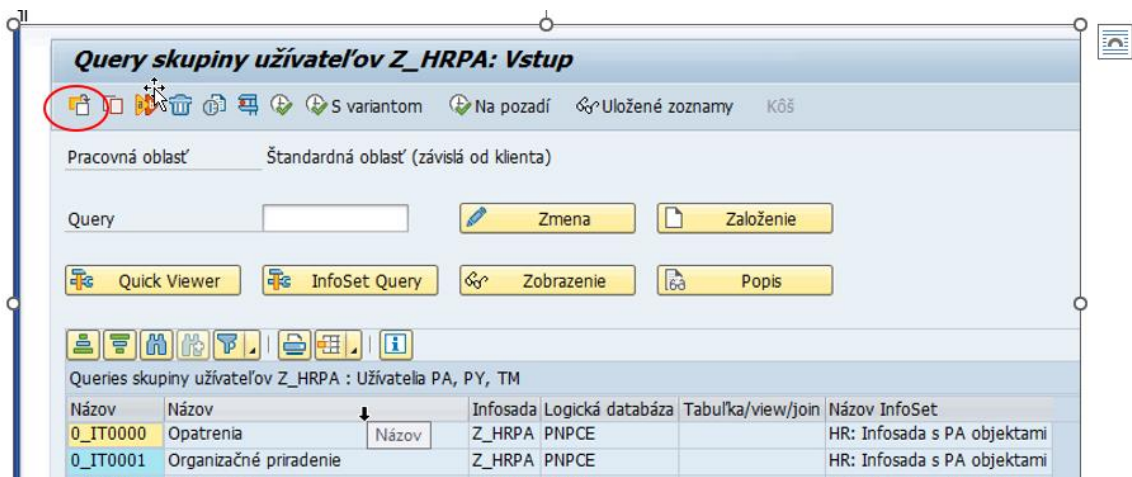 Query skupiny užívateľov Z_HRPA: Vstup
S variantom Na pozadí Uložené zoznamy Kôš
Pracovná oblasť Štandardná oblasť (závislá od klienta)
Query Zmena Založenie
Quick Viewer InfoSet Query Zobrazenie Popis
Queries skupiny užívateľov Z_HRPA : Užívatelia PA, PY, TM
Názov Názov Infosada Logická databáza Tabuľka/view/join Názov InfoSet
0_IT0000 Opatrenia Názov Z_HRPA PNPCE HR: Infosada s PA objektami
0_IT0001 Organizačné priradenie Z_HRPA PNPCE HR: Infosada s PA objektami